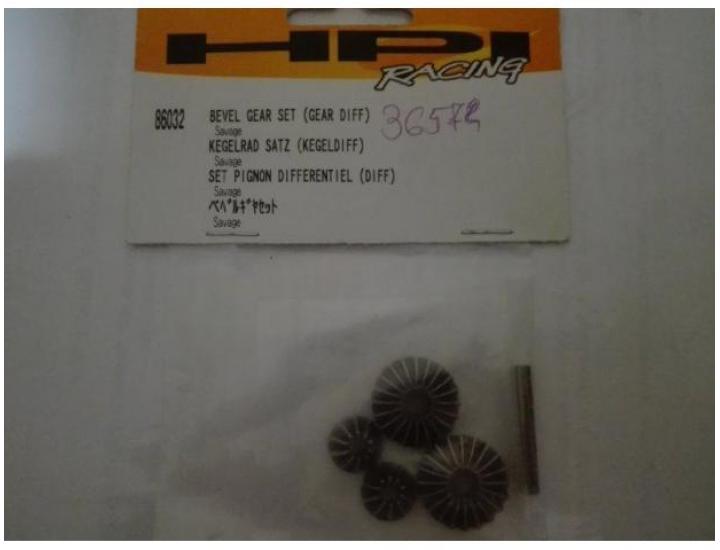 HPI
RACING
86032 BEVEL GEAR SET (GEAR DIFF) 36572
Savage
KEGELRAD SATZ (KEGELDIFF)
Savage
SET PIGNON DIFFERENTIEL (DIFF)
Savage
ベベルギヤセット
Savage